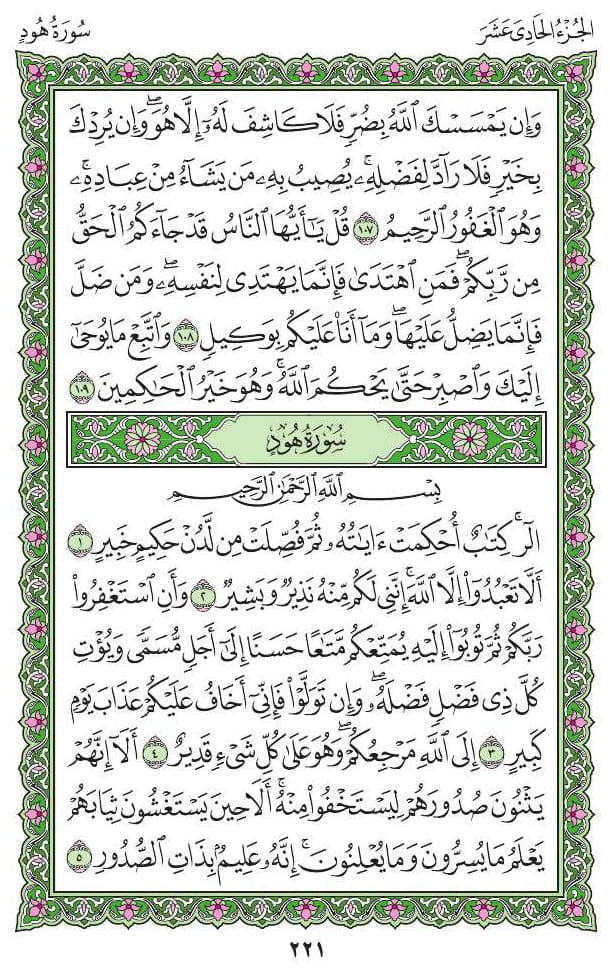 الجُزْءُ الحَادِى عَشَرَ
سُورَةُ هُودٍ
وَإِن يَمْسَسْكَ ٱللَّهُ بِضُرٍّ فَلَا كَاشِفَ لَهُۥٓ إِلَّا هُوَۖ وَإِن يُرِدْكَ
بِخَيْرٍ فَلَا رَآدَّ لِفَضْلِهِۦۚ يُصِيبُ بِهِۦ مَن يَشَآءُ مِنْ عِبَادِهِۦۚ
وَهُوَ ٱلْغَفُورُ ٱلرَّحِيمُ ١٠٧ قُلْ يَٰٓأَيُّهَا ٱلنَّاسُ قَدْ جَآءَكُمُ ٱلْحَقُّ
مِن رَّبِّكُمْۖ فَمَنِ ٱهْتَدَىٰ فَإِنَّمَا يَهْتَدِى لِنَفْسِهِۦۖ وَمَن ضَلَّ
فَإِنَّمَا يَضِلُّ عَلَيْهَاۖ وَمَآ أَنَا۠ عَلَيْكُم بِوَكِيلٍ ١٠٨ وَٱتَّبِعْ مَا يُوحَىٰٓ
إِلَيْكَ وَٱصْبِرْ حَتَّىٰ يَحْكُمَ ٱللَّهُۚ وَهُوَ خَيْرُ ٱلْحَٰكِمِينَ ١٠٩
سُورَةُ هُودٍ
بِسْمِ ٱللَّهِ ٱلرَّحْمَٰنِ ٱلرَّحِيمِ
الٓرۚ كِتَٰبٌ أُحْكِمَتْ ءَايَٰتُهُۥ ثُمَّ فُصِّلَتْ مِن لَّدُنْ حَكِيمٍ خَبِيرٍ ١
أَلَّا تَعْبُدُوٓا۟ إِلَّا ٱللَّهَۚ إِنَّنِى لَكُم مِّنْهُ نَذِيرٌ وَبَشِيرٌ ٢ وَأَنِ ٱسْتَغْفِرُوا۟
رَبَّكُمْ ثُمَّ تُوبُوٓا۟ إِلَيْهِ يُمَتِّعْكُم مَّتَٰعًا حَسَنًا إِلَىٰٓ أَجَلٍ مُّسَمًّى وَيُؤْتِ
كُلَّ ذِى فَضْلٍ فَضْلَهُۥۖ وَإِن تَوَلَّوْا۟ فَإِنِّىٓ أَخَافُ عَلَيْكُمْ عَذَابَ يَوْمٍ
كَبِيرٍ ٣ إِلَى ٱللَّهِ مَرْجِعُكُمْۖ وَهُوَ عَلَىٰ كُلِّ شَىْءٍ قَدِيرٌ ٤ أَلَآ إِنَّهُمْ
يَثْنُونَ صُدُورَهُمْ لِيَسْتَخْفُوا۟ مِنْهُۚ أَلَا حِينَ يَسْتَغْشُونَ ثِيَابَهُمْ
يَعْلَمُ مَا يُسِرُّونَ وَمَا يُعْلِنُونَۚ إِنَّهُۥ عَلِيمٌۢ بِذَاتِ ٱلصُّدُورِ ٥
٢٢١